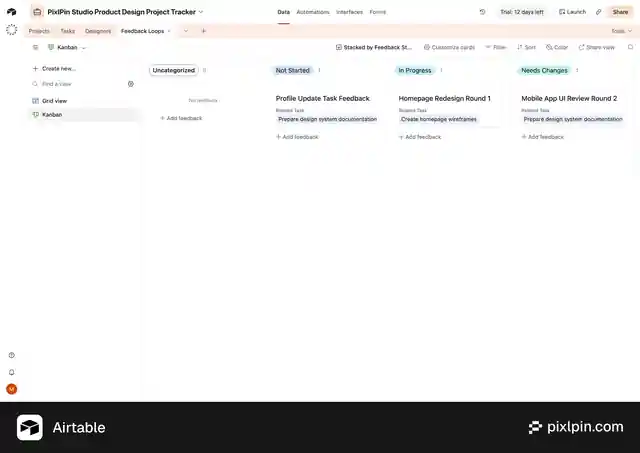 PixlPin Studio Product Design Project Tracker
Data Automations Interfaces Forms
Trial: 12 days left
Launch
Share
Projects Tasks Designers Feedback Loops
Tools
Kanban
Stacked by Feedback St...
Customize cards
Filter
Sort
Color
Share view
Create new...
Find a view
Grid view
Kanban
Uncategorized 0
No feedback
+ Add feedback
Not Started 1
Profile Update Task Feedback
Related Task
Prepare design system documentation
+ Add feedback
In Progress 1
Homepage Redesign Round 1
Related Task
Create homepage wireframes
+ Add feedback
Needs Changes 1
Mobile App UI Review Round 2
Related Task
Prepare design system documentation
+ Add feedback
M
Airtable
pixlpin.com